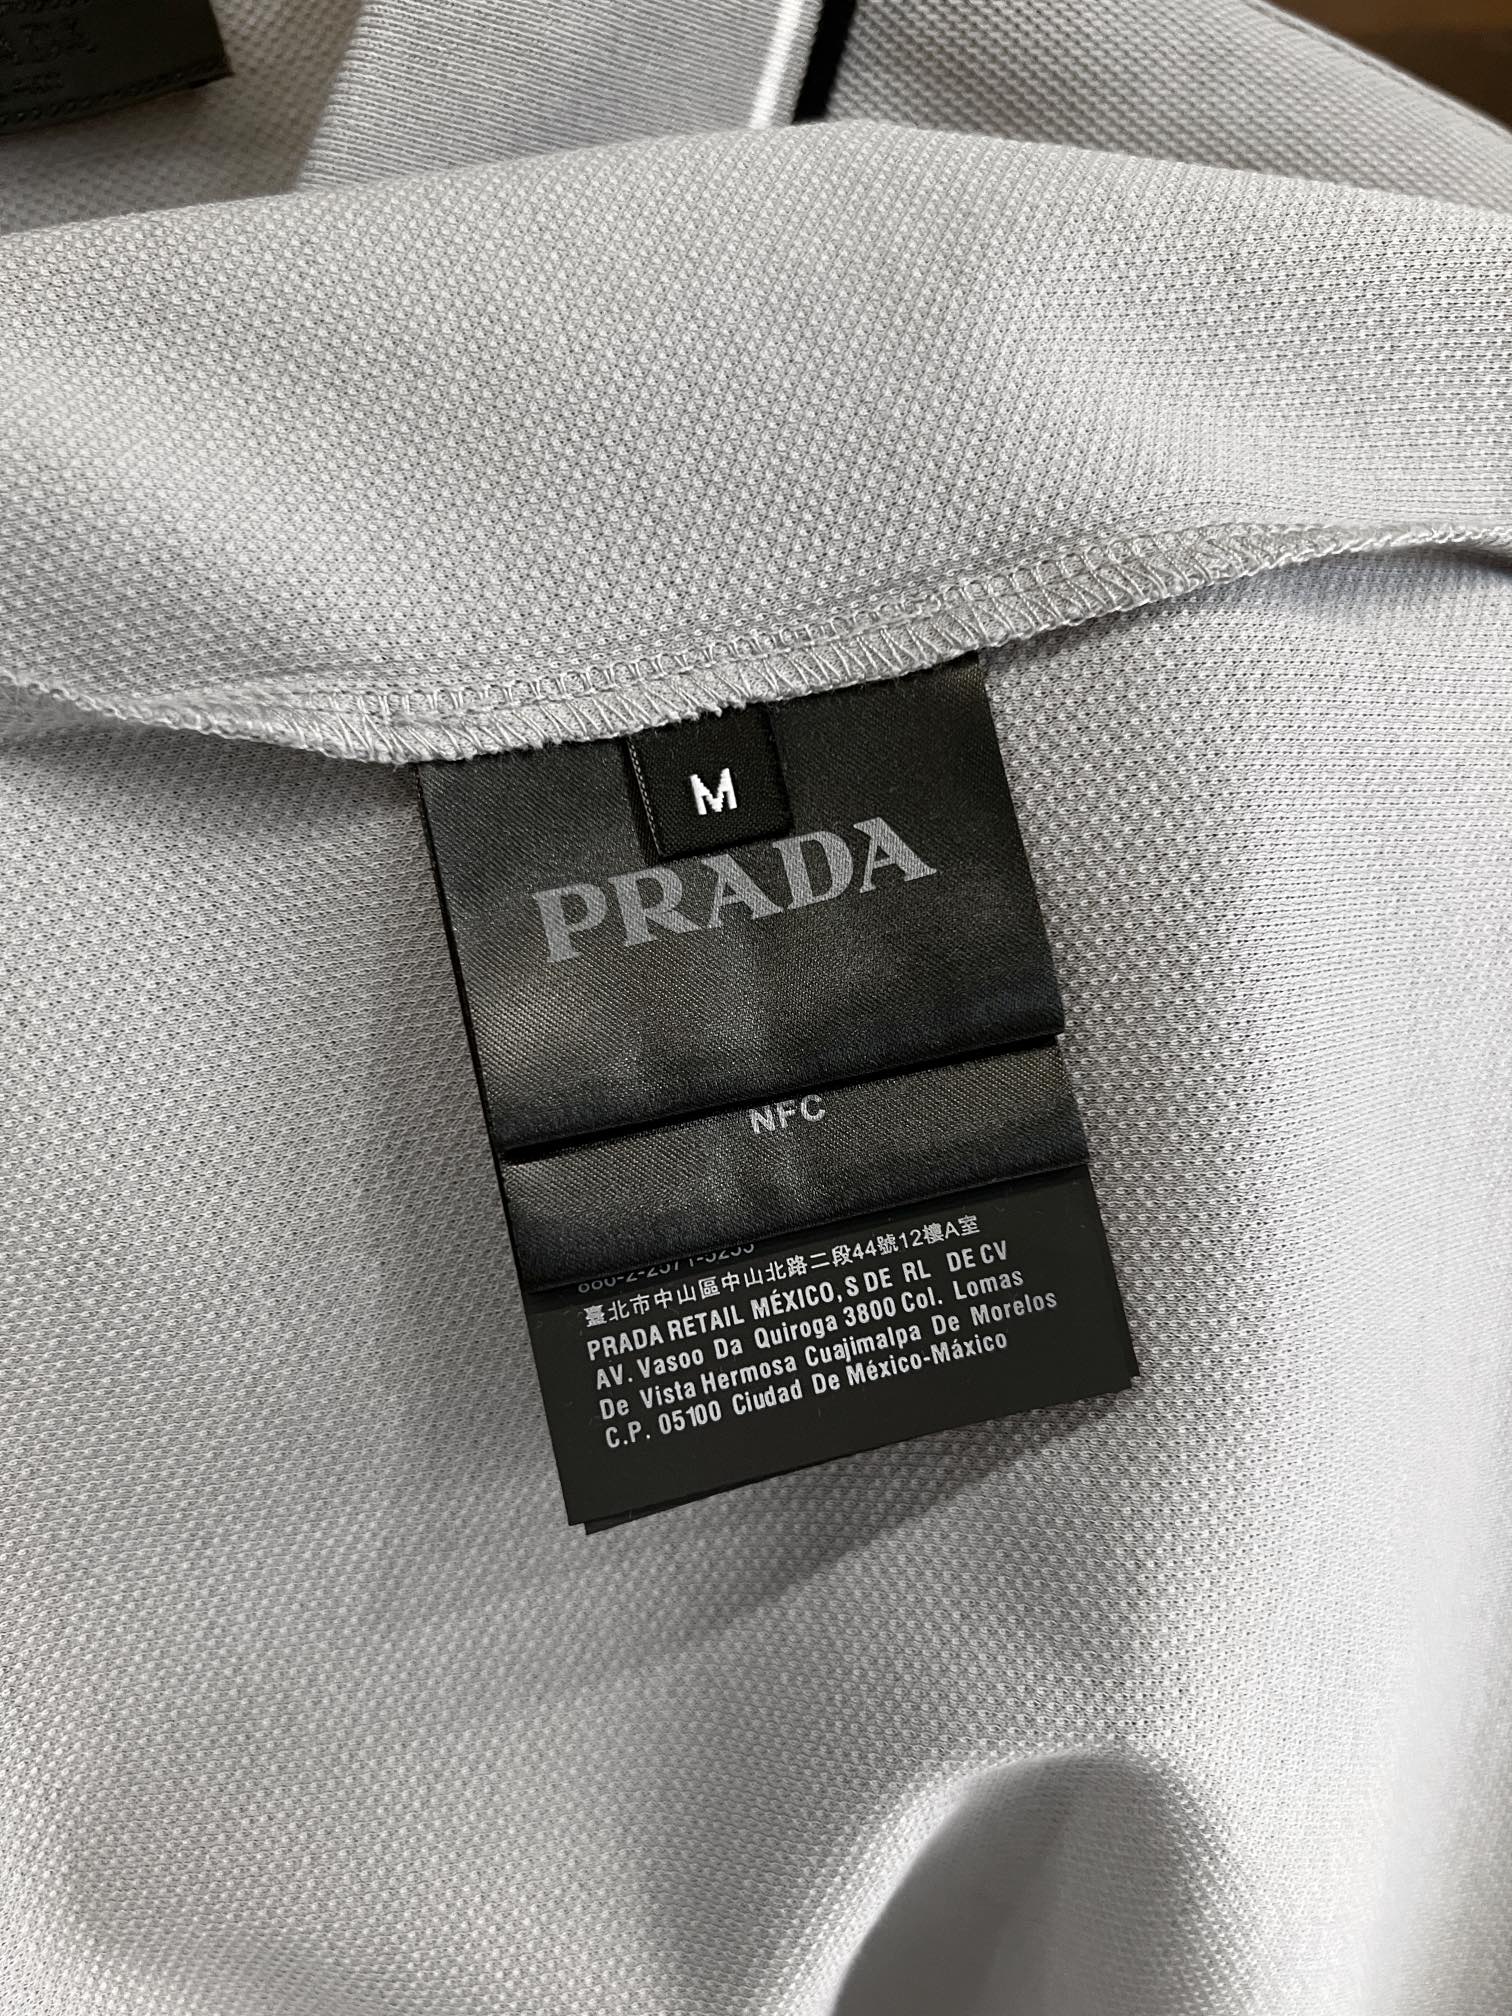 M
PRADA
NFC
臺北市中山區中山北路二段44號12樓A室
PRADA RETAIL MÉXICO, S DE RL DE CV
AV. Vasoo Da Quiroga 3800 Col. Lomas
De Vista Hermosa Cuajimalpa De Morelos
C.P. 05100 Ciudad De México-Máxico